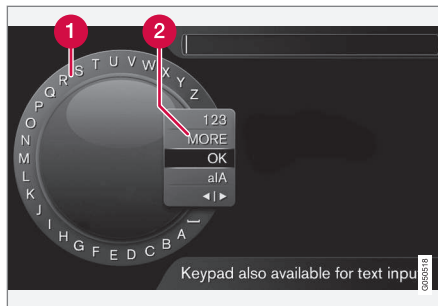 1
2
A B C D E F G H I J K L M N O P Q R S T U V W X Y Z
123
MORE
OK
a|A
◄|►
Keypad also available for text inpu
G050518